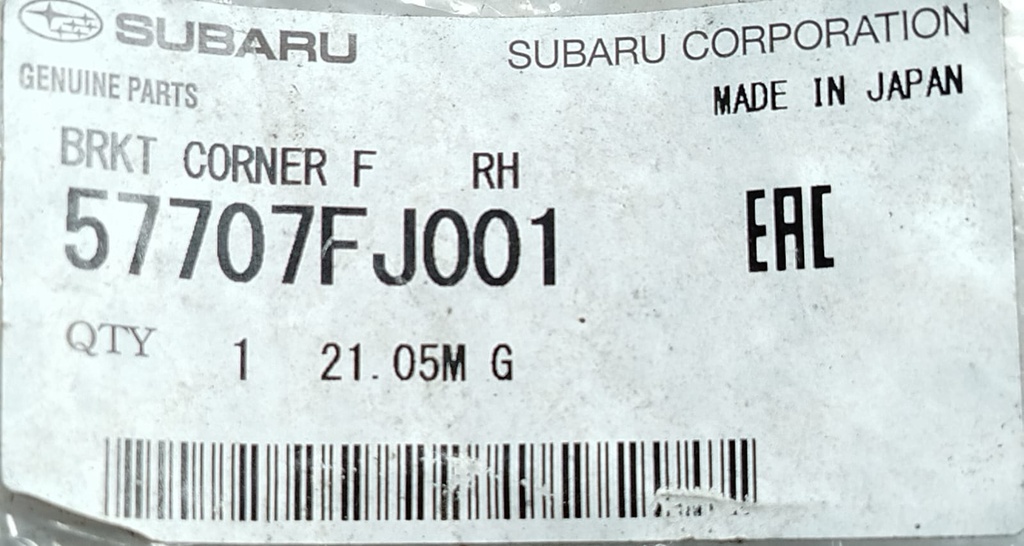 SUBARU
SUBARU CORPORATION
GENUINE PARTS
MADE IN JAPAN
BRKT CORNER F RH
57707FJ001
EAC
QTY 1 21.05M G